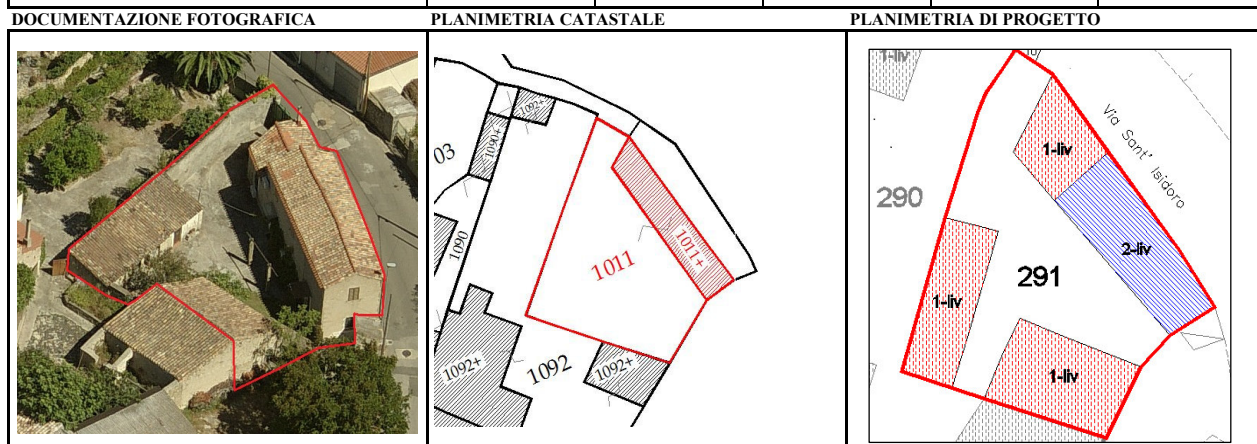 DOCUMENTAZIONE FOTOGRAFICA
PLANIMETRIA CATASTALE
PLANIMETRIA DI PROGETTO
1092+
1090+
03
1090
1011
1011+
1092+
1092
1092+
1-liv
10
Via Sant' Isidoro
1-liv
290
2-liv
291
1-liv
1-liv